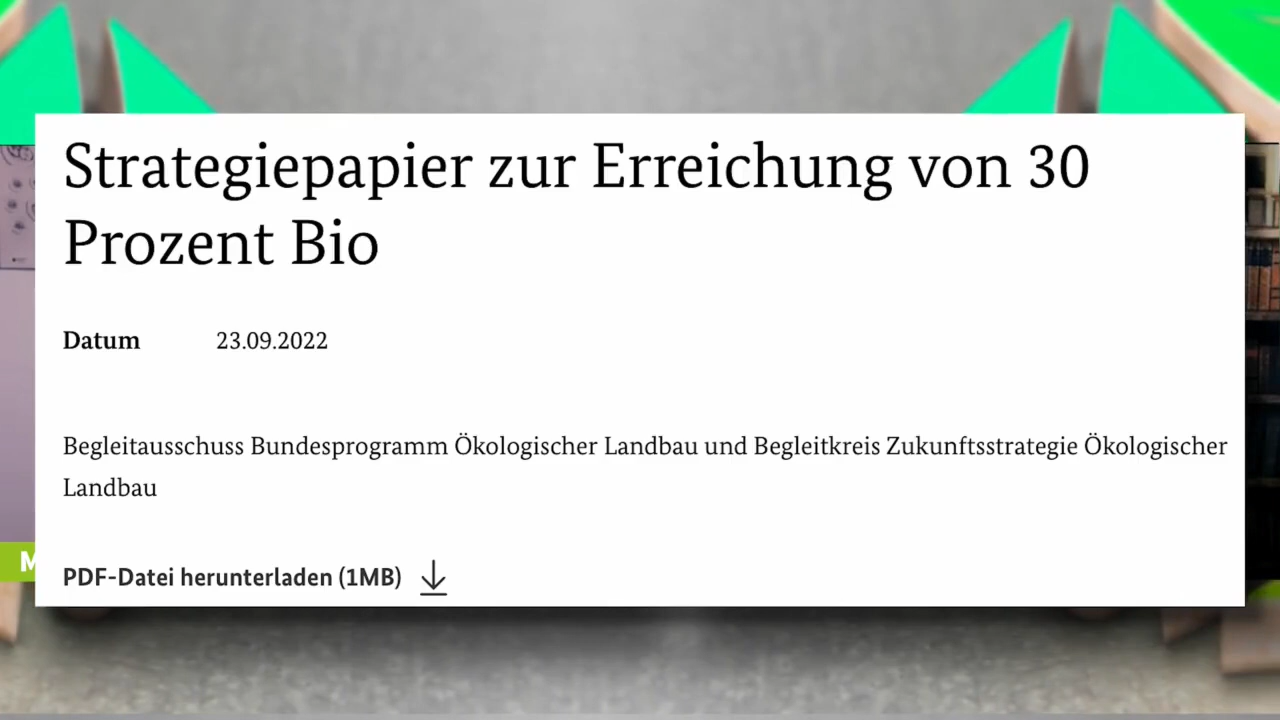 Strategiepapier zur Erreichung von 30
Prozent Bio
Datum 23.09.2022
Begleitausschuss Bundesprogramm Ökologischer Landbau und Begleitkreis Zukunftsstrategie Ökologischer
Landbau
M
PDF-Datei herunterladen (1MB)